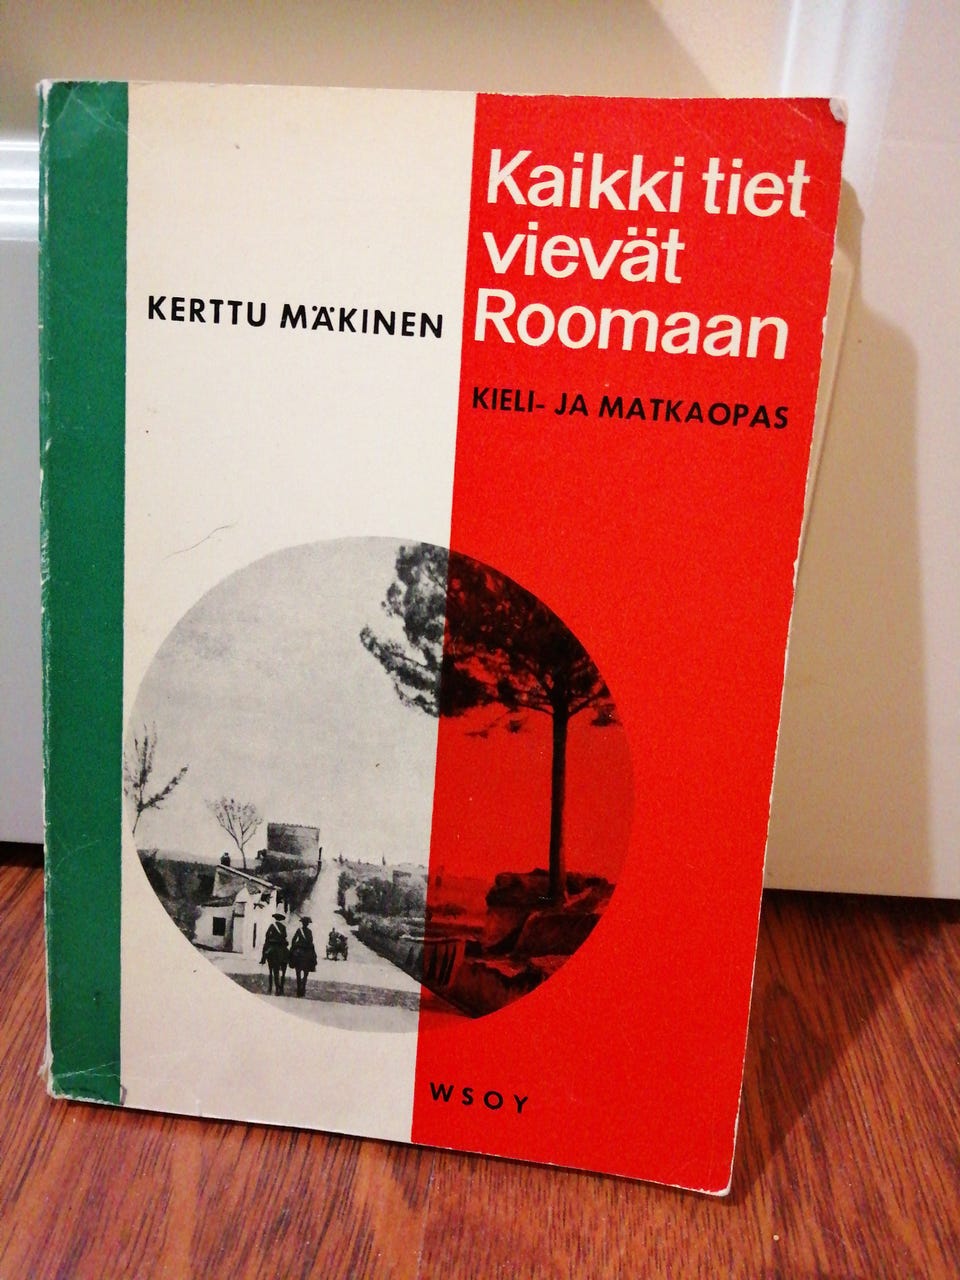 Kaikki tiet
vievät
Roomaan
KERTTU MÄKINEN
KIELI- JA MATKAOPAS
WSOY